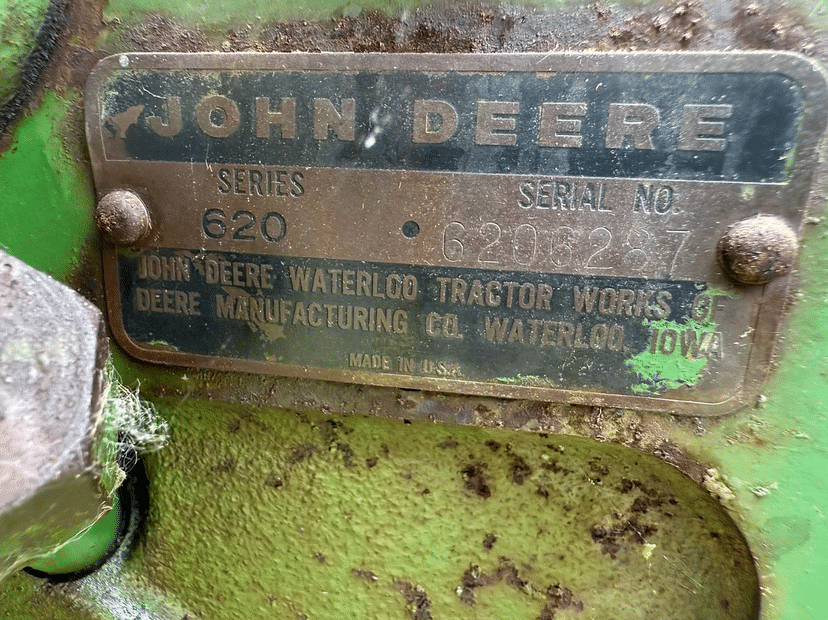 JOHN DEERE
SERIES SERIAL NO.
620 6206287
JOHN DEERE WATERLOO TRACTOR WORKS OF
DEERE MANUFACTURING CO. WATERLOO, IOWA
MADE IN U.S.A.